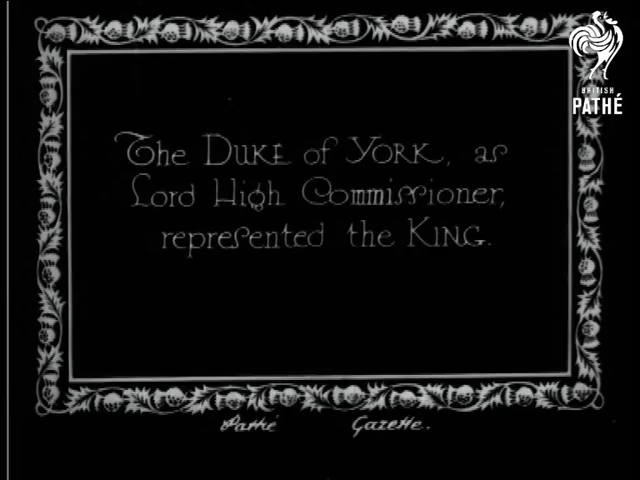 BRITISH
PATHÉ
The DUKE of YORK, as
Lord High Commissioner,
represented the KING.
Pathé Gazette.